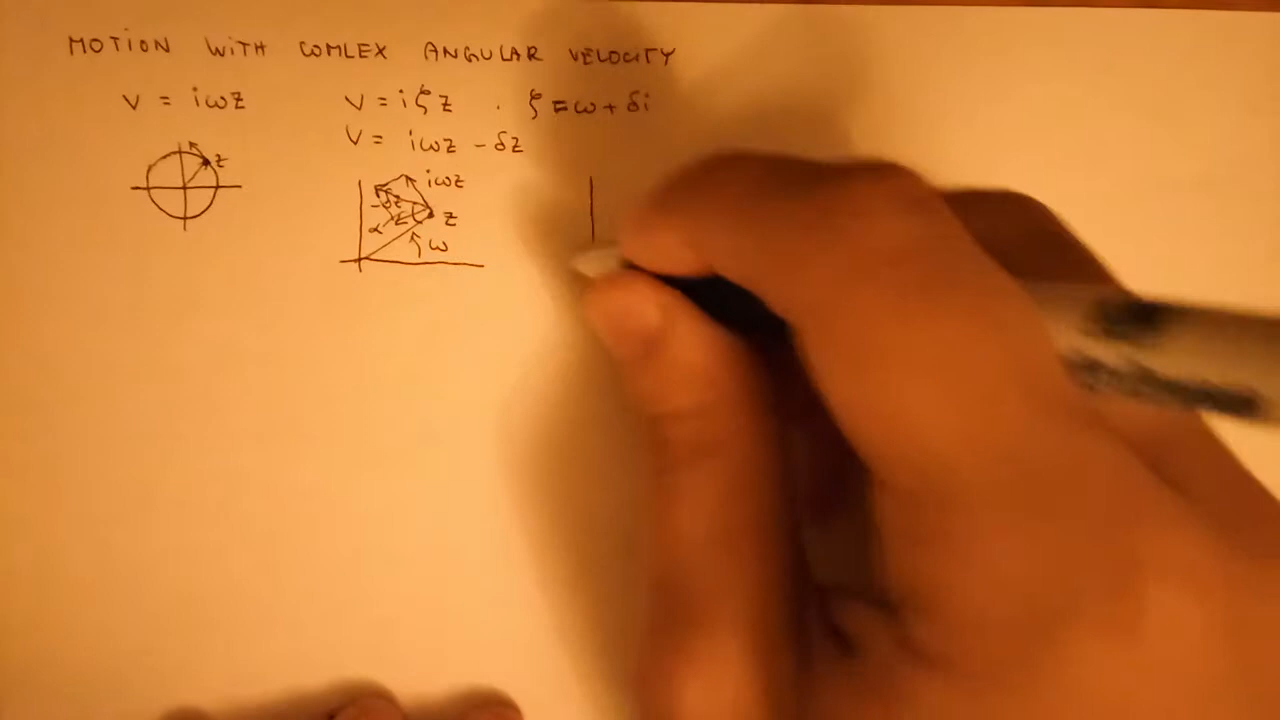 MOTION WITH COMLEX ANGULAR VELOCITY
V = iωz
V = iζz . ζ = ω + δi
V = iωz - δz
z
iωz
-δz
α
z
ω